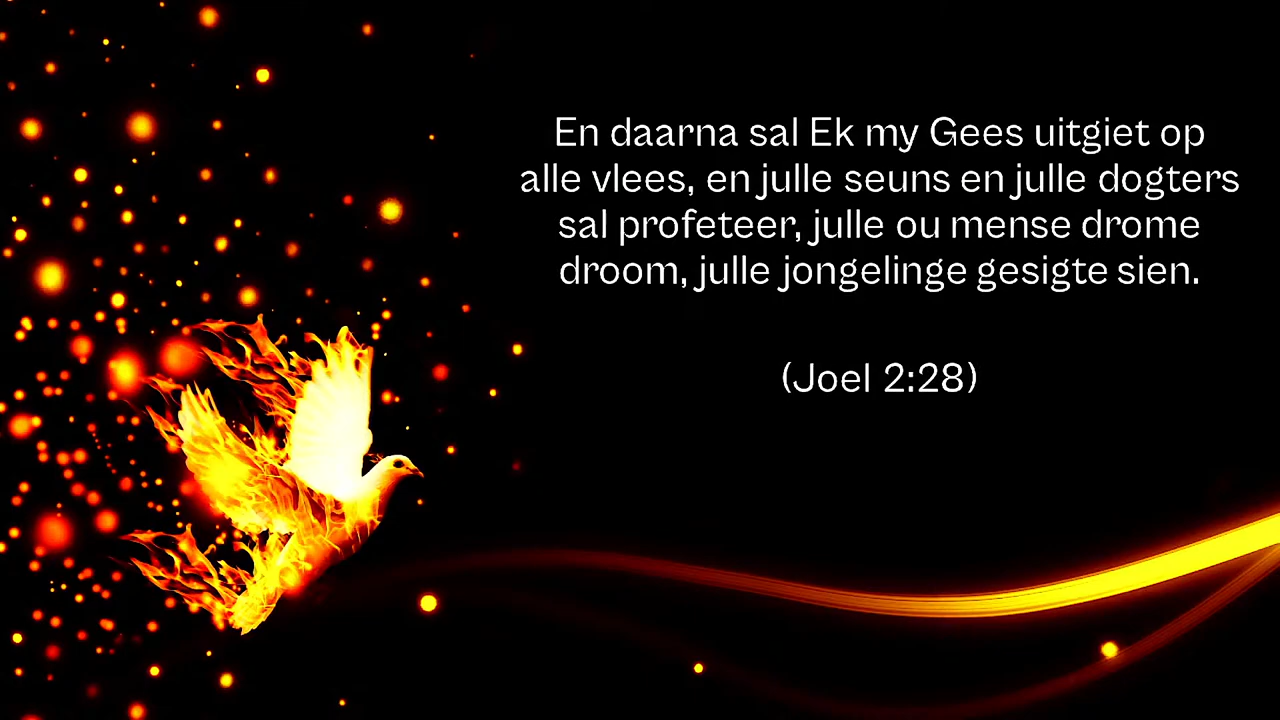 En daarna sal Ek my Gees uitgiet op
alle vlees, en julle seuns en julle dogters
sal profeteer, julle ou mense drome
droom, julle jongelinge gesigte sien.
(Joel 2:28)